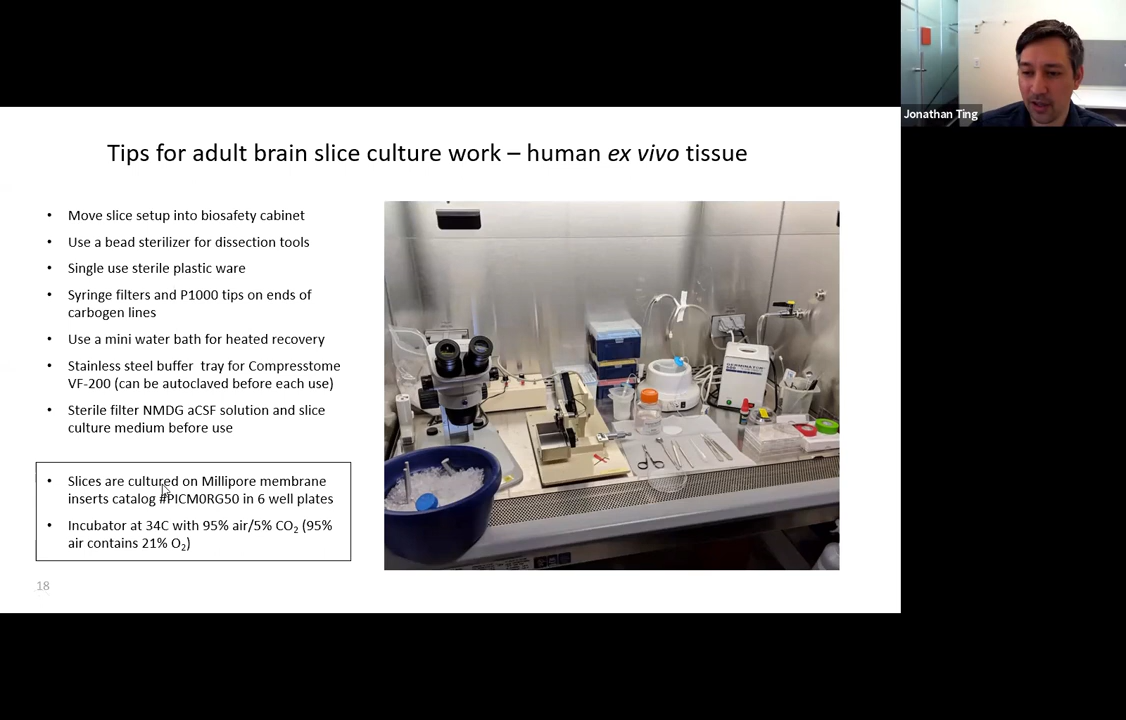 Jonathan Ting
Tips for adult brain slice culture work – human ex vivo tissue
• Move slice setup into biosafety cabinet
• Use a bead sterilizer for dissection tools
• Single use sterile plastic ware
• Syringe filters and P1000 tips on ends of
carbogen lines
• Use a mini water bath for heated recovery
• Stainless steel buffer tray for Compresstome
VF-200 (can be autoclaved before each use)
• Sterile filter NMDG aCSF solution and slice
culture medium before use
• Slices are cultured on Millipore membrane
inserts catalog #PICM0RG50 in 6 well plates
• Incubator at 34C with 95% air/5% CO₂ (95%
air contains 21% O₂)
18
GERMINATOR